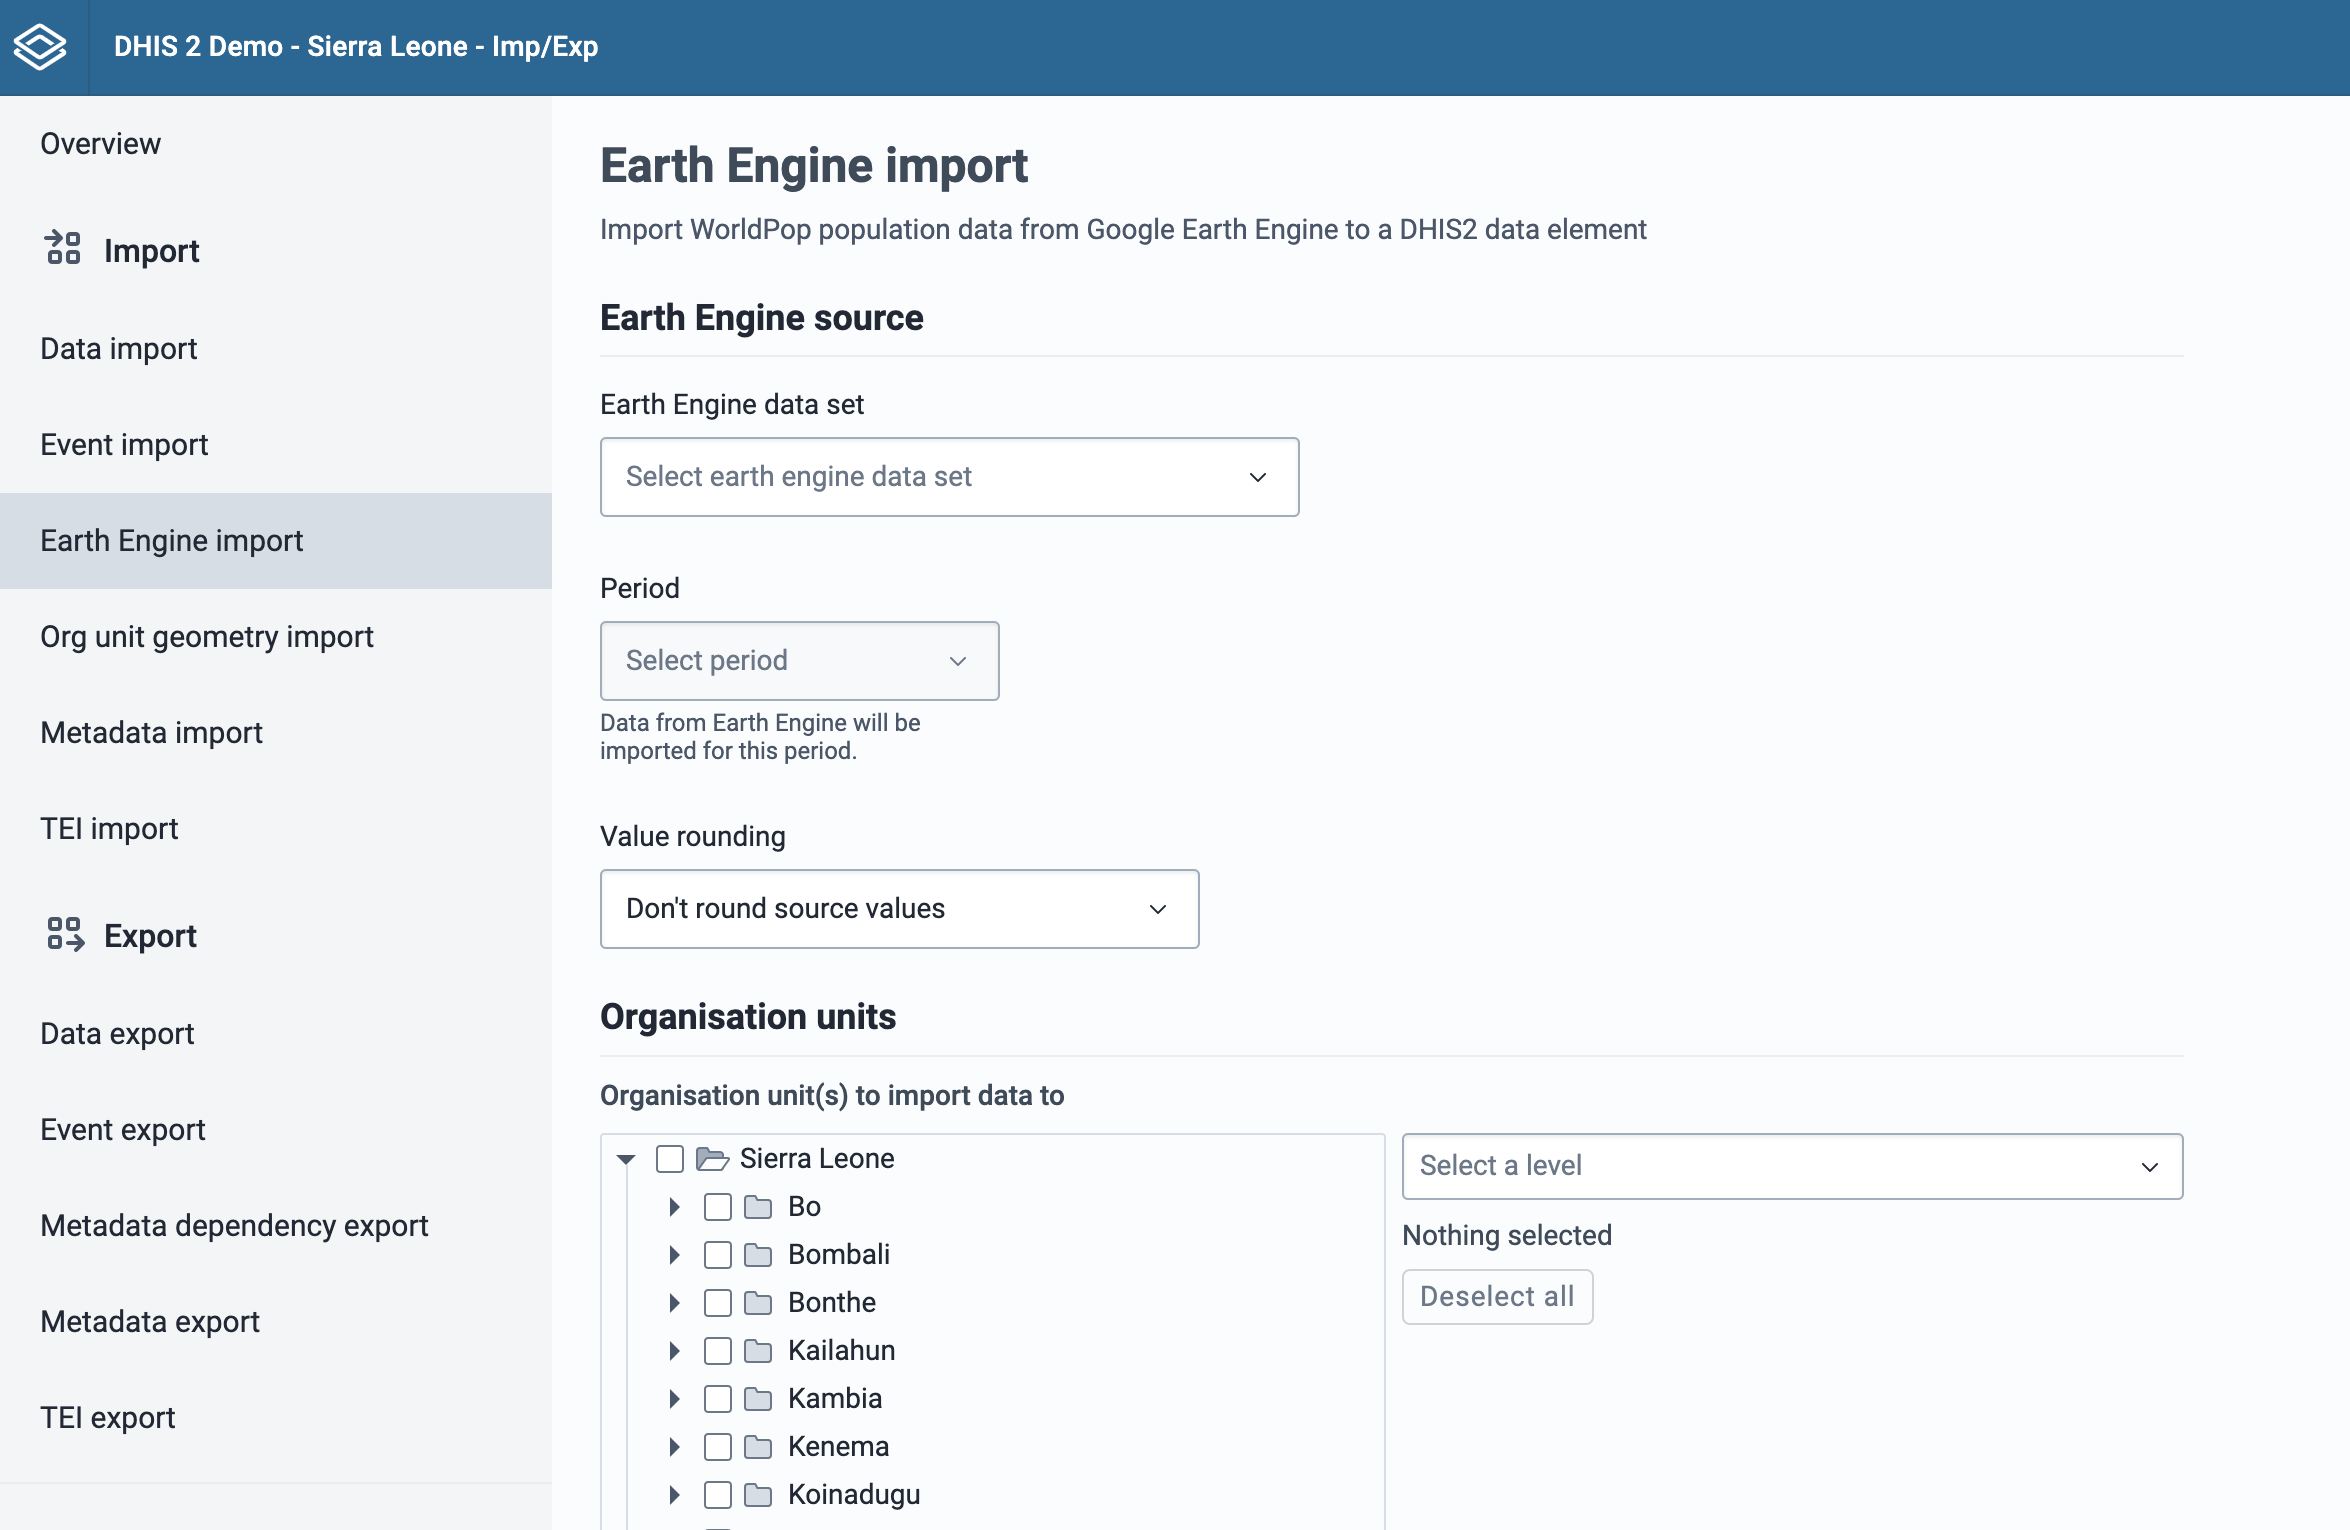 DHIS 2 Demo - Sierra Leone - Imp/Exp
Overview
Import
Data import
Event import
Earth Engine import
Org unit geometry import
Metadata import
TEI import
Export
Data export
Event export
Metadata dependency export
Metadata export
TEI export
Earth Engine import
Import WorldPop population data from Google Earth Engine to a DHIS2 data element
Earth Engine source
Earth Engine data set
Select earth engine data set
Period
Select period
Data from Earth Engine will be
imported for this period.
Value rounding
Don't round source values
Organisation units
Organisation unit(s) to import data to
Sierra Leone
Bo
Bombali
Bonthe
Kailahun
Kambia
Kenema
Koinadugu
Select a level
Nothing selected
Deselect all